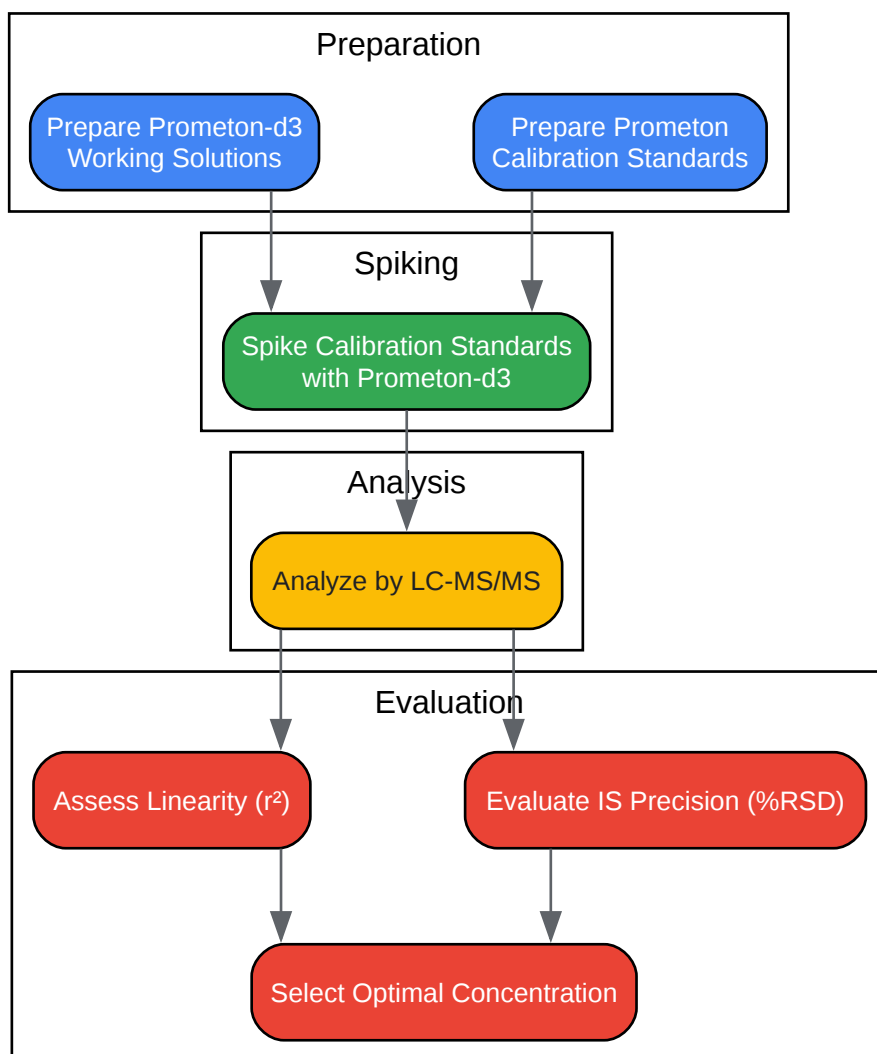 Preparation
Prepare Prometon-d3
Working Solutions
Prepare Prometon
Calibration Standards
Spiking
Spike Calibration Standards
with Prometon-d3
Analysis
Analyze by LC-MS/MS
Evaluation
Assess Linearity (r²)
Evaluate IS Precision (%RSD)
Select Optimal Concentration